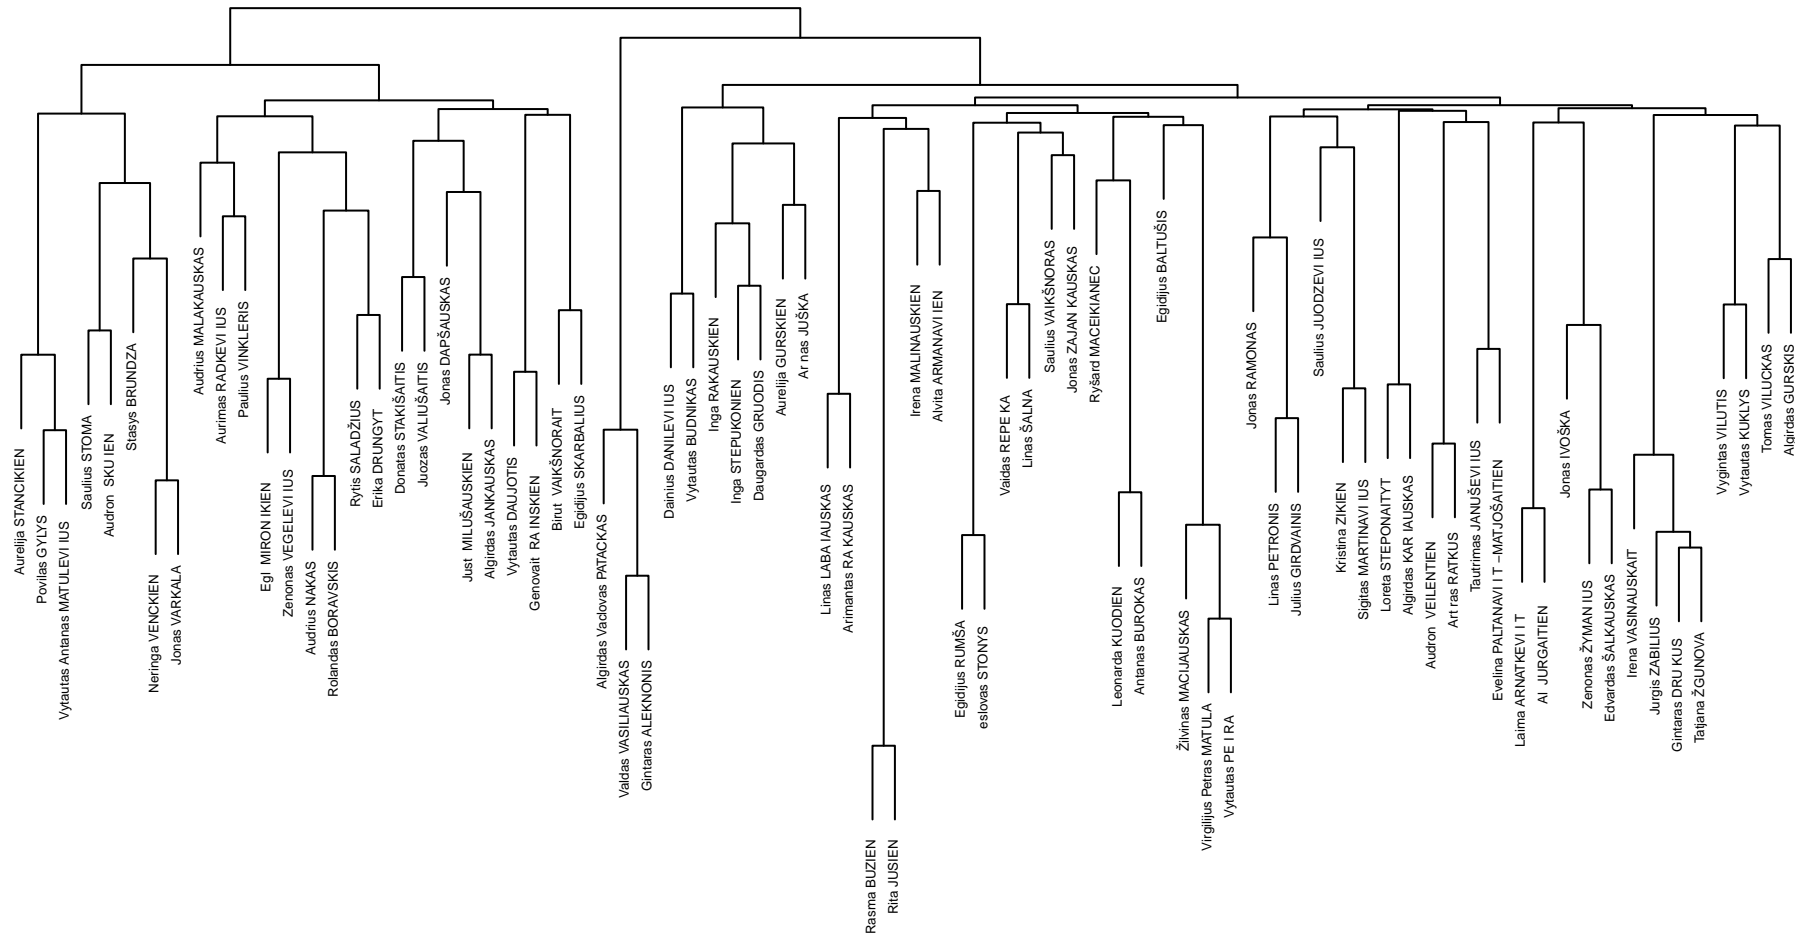 Aurelija STANCIKIEN
Povilas GYLYS
Vytautas Antanas MATULEVI IUS
Saulius STOMA
Audron SKU IEN
Stasys BRUNDZA
Neringa VENCKIEN
Jonas VARKALA
Audrius MALAKAUSKAS
Aurimas RADKEVI IUS
Paulius VINKLERIS
Egl MIRON IKIEN
Zenonas VEGELEVI IUS
Audrius NAKAS
Rolandas BORAVSKIS
Rytis SALADŽIUS
Erika DRUNGYT
Donatas STAKIŠAITIS
Juozas VALIUŠAITIS
Jonas DAPŠAUSKAS
Just MILUŠAUSKIEN
Algirdas JANKAUSKAS
Vytautas DAUJOTIS
Genovait RA INSKIEN
Birut VAIKŠNORAIT
Egidijus SKARBALIUS
Algirdas Vaclovas PATACKAS
Valdas VASILIAUSKAS
Gintaras ALEKNONIS
Dainius DANILEVI IUS
Vytautas BUDNIKAS
Inga RAKAUSKIEN
Inga STEPUKONIEN
Daugardas GRUODIS
Aurelija GURSKIEN
Ar nas JUŠKA
Linas LABA IAUSKAS
Arimantas RA KAUSKAS
Rasma BUZIEN
Rita JUSIEN
Irena MALINAUSKIEN
Alvita ARMANAVI IEN
Egidijus RUMŠA
eslovas STONYS
Vaidas REPE KA
Linas ŠALNA
Saulius VAIKŠNORAS
Jonas ZAJAN KAUSKAS
Ryšard MACEIKIANEC
Leonarda KUODIEN
Antanas BUROKAS
Egidijus BALTUŠIS
Žilvinas MACIJAUSKAS
Virgilijus Petras MATULA
Vytautas PE I RA
Jonas RAMONAS
Linas PETRONIS
Julius GIRDVAINIS
Saulius JUODZEVI IUS
Kristina ZIKIEN
Sigitas MARTINAVI IUS
Loreta STEPONAITYT
Algirdas KAR IAUSKAS
Audron VEILENTIEN
Art ras RATKUS
Tautrimas JANUŠEVI IUS
Evelina PALTANAVI I T –MATJOŠAITIEN
Laima ARNATKEVI I T
Al JURGAITIEN
Jonas IVOŠKA
Zenonas ŽYMAN IUS
Edvardas ŠALKAUSKAS
Irena VASINAUSKAIT
Jurgis ZABILIUS
Gintaras DRU KUS
Tatjana ŽGUNOVA
Vygintas VILUTIS
Vytautas KUKLYS
Tomas VILUCKAS
Algirdas GURSKIS